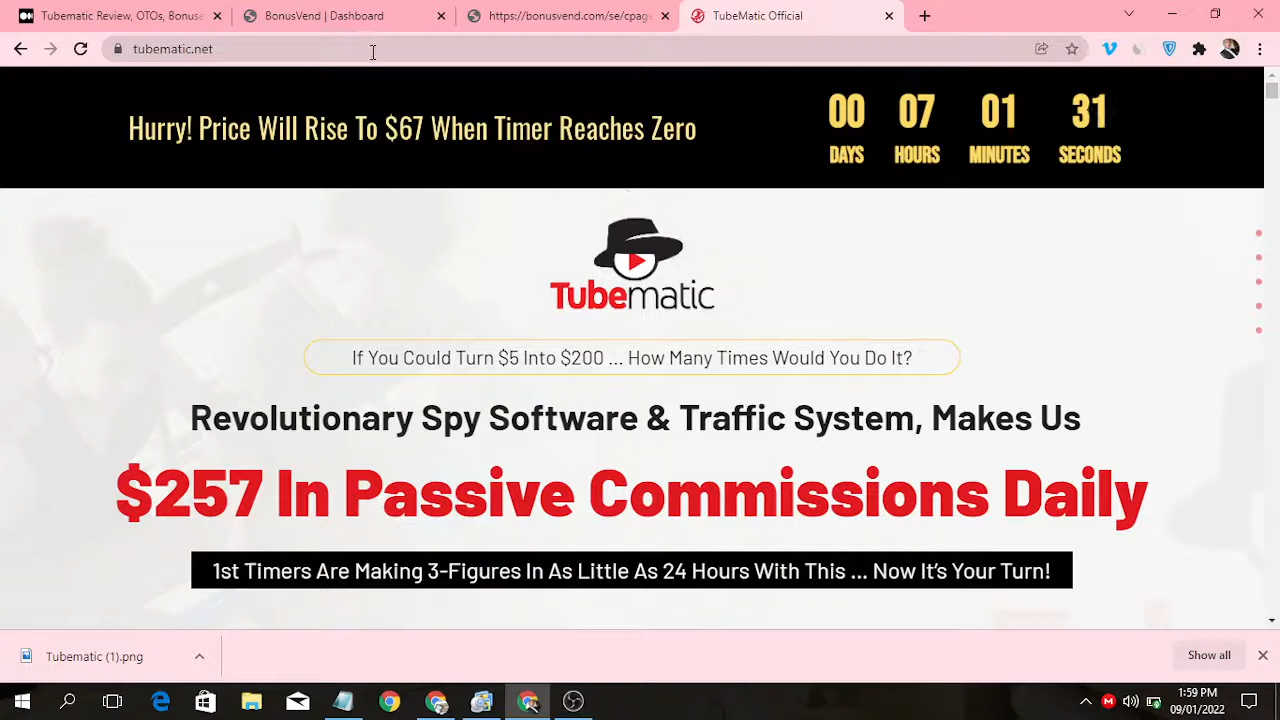 Tubematic Review, OTOs, Bonuse
BonusVend | Dashboard
https://bonusvend.com/se/cpage
TubeMatic Official
tubematic.net
Hurry! Price Will Rise To $67 When Timer Reaches Zero
00 07 01 31
DAYS HOURS MINUTES SECONDS
Tubematic
If You Could Turn $5 Into $200 ... How Many Times Would You Do It?
Revolutionary Spy Software & Traffic System, Makes Us
$257 In Passive Commissions Daily
1st Timers Are Making 3-Figures In As Little As 24 Hours With This ... Now It's Your Turn!
Tubematic (1).png
Show all
1:59 PM
09/01/2022